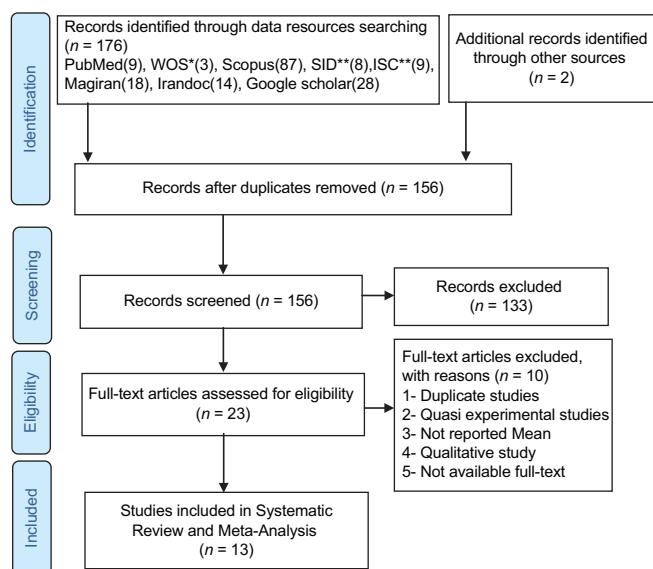 Identification
Records identified through data resources searching
(n = 176)
PubMed(9), WOS*(3), Scopus(87), SID**(8),ISC**(9),
Magiran(18), Irandoc(14), Google scholar(28)
Additional records identified
through other sources
(n = 2)
Records after duplicates removed (n = 156)
Screening
Records screened (n = 156)
Records excluded
(n = 133)
Eligibility
Full-text articles assessed for eligibility
(n = 23)
Full-text articles excluded,
with reasons (n = 10)
1- Duplicate studies
2- Quasi experimental studies
3- Not reported Mean
4- Qualitative study
5- Not available full-text
Included
Studies included in Systematic
Review and Meta-Analysis
(n = 13)